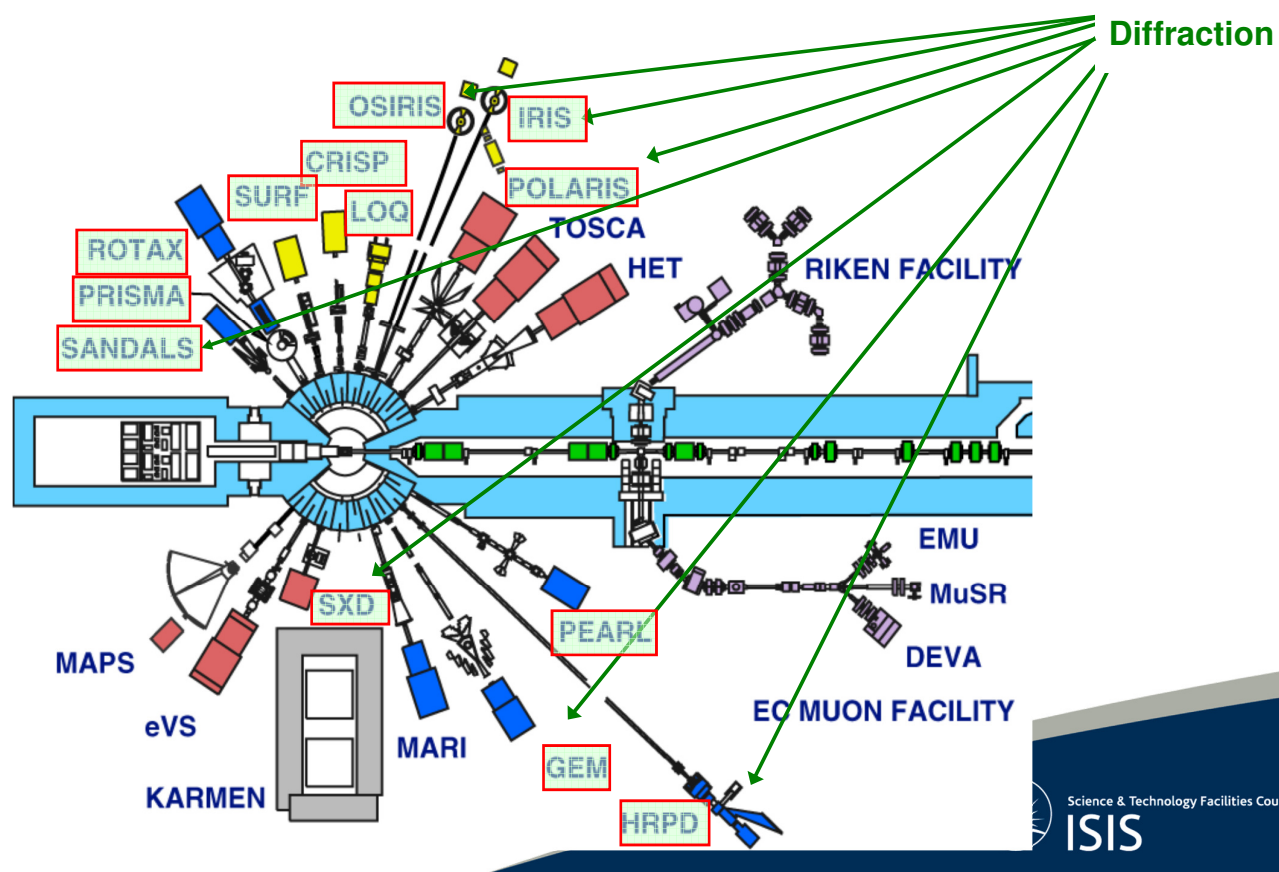 Diffraction
OSIRIS
IRIS
CRISP
POLARIS
SURF
LOQ
TOSCA
ROTAX
HET
RIKEN FACILITY
PRISMA
SANDALS
EMU
MuSR
SXD
PEARL
DEVA
MAPS
EC MUON FACILITY
eVS
MARI
GEM
KARMEN
HRPD
Science & Technology Facilities Cou
ISIS